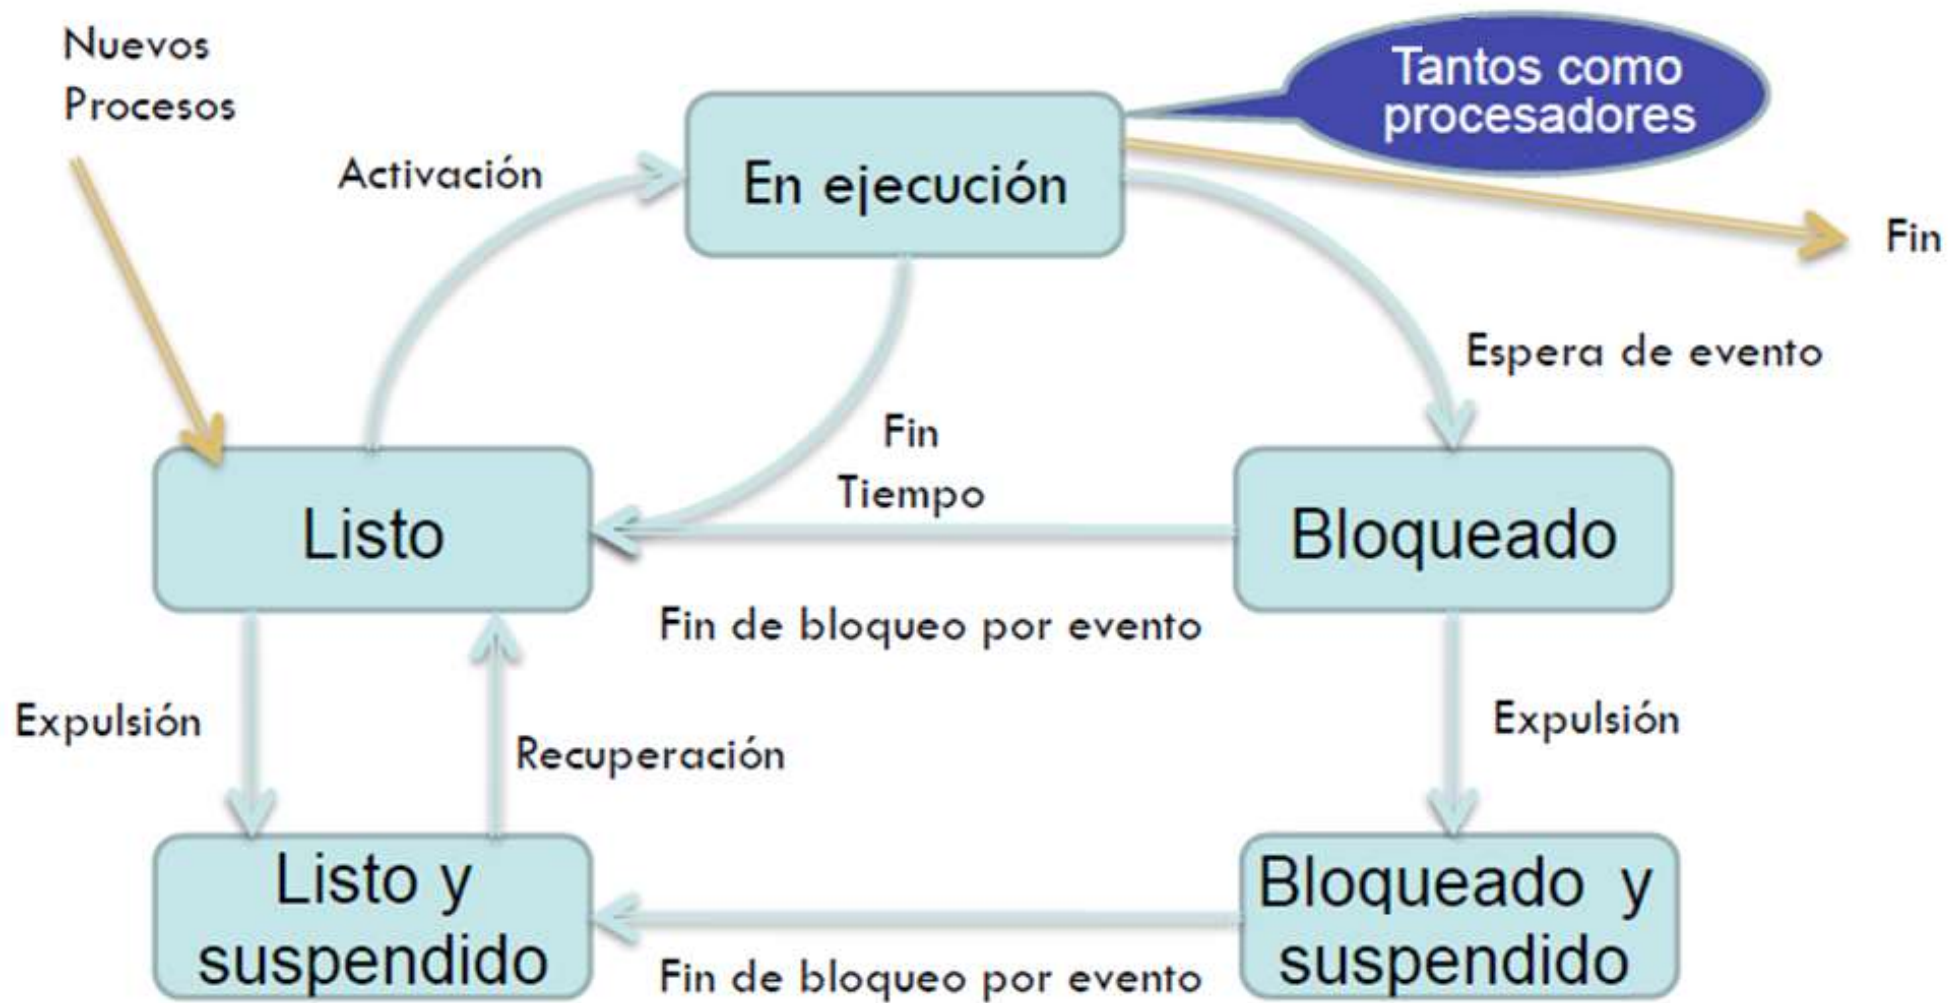 Nuevos
Procesos
Tantos como
procesadores
Activación
En ejecución
Fin
Espera de evento
Fin
Tiempo
Listo
Bloqueado
Fin de bloqueo por evento
Expulsión
Recuperación
Expulsión
Listo y
suspendido
Bloqueado y
suspendido
Fin de bloqueo por evento